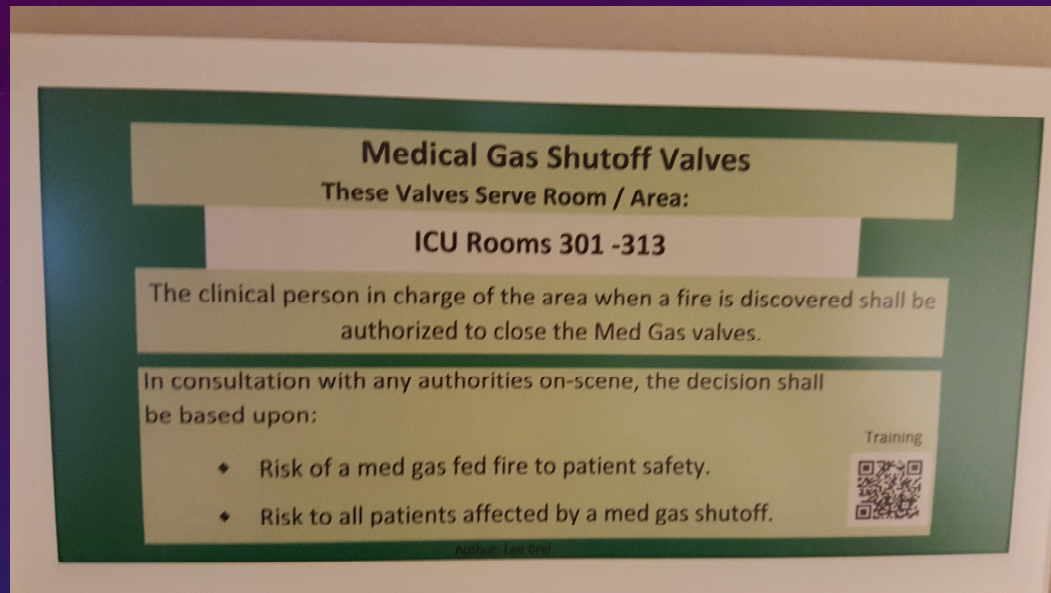 Medical Gas Shutoff Valves
These Valves Serve Room / Area:
ICU Rooms 301 -313
The clinical person in charge of the area when a fire is discovered shall be
authorized to close the Med Gas valves.
In consultation with any authorities on-scene, the decision shall
be based upon:
Training
◆ Risk of a med gas fed fire to patient safety.
◆ Risk to all patients affected by a med gas shutoff.
Author: Lee